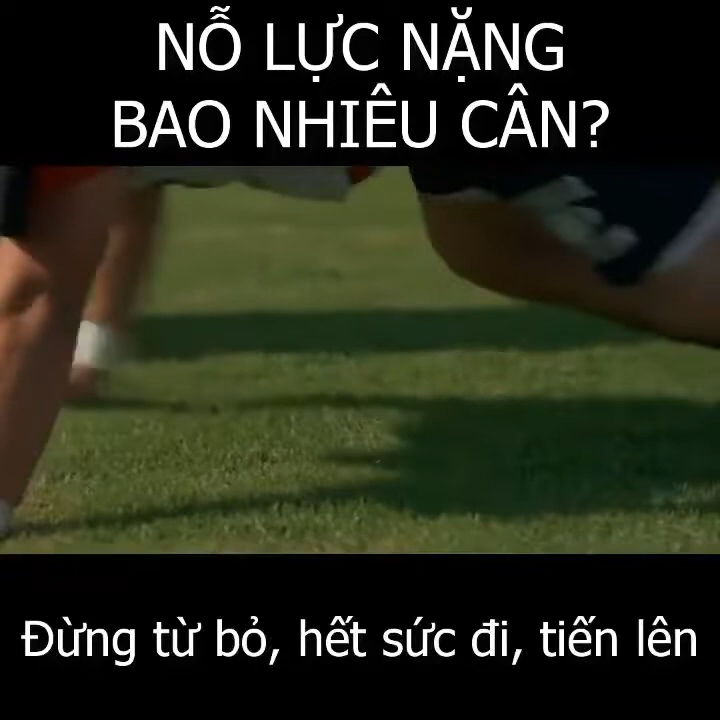 NỖ LỰC NẶNG
BAO NHIÊU CÂN?
Đừng từ bỏ, hết sức đi, tiến lên